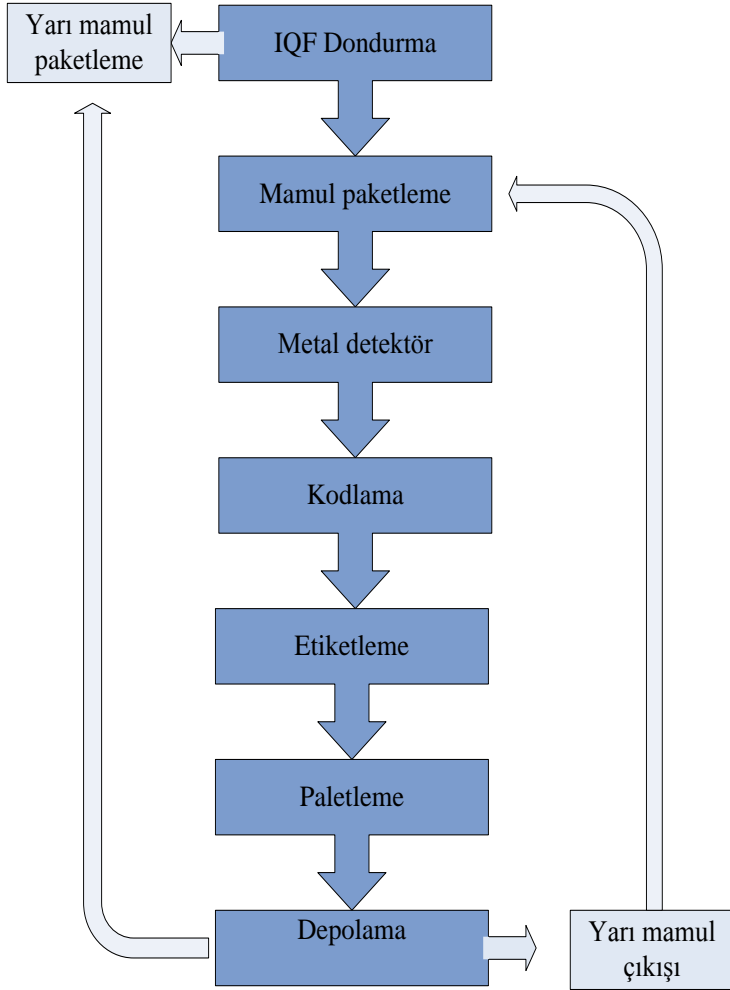 Yarı mamul
paketleme
IQF Dondurma
Mamul paketleme
Metal detektör
Kodlama
Etiketleme
Paletleme
Depolama
Yarı mamul
çıkışı